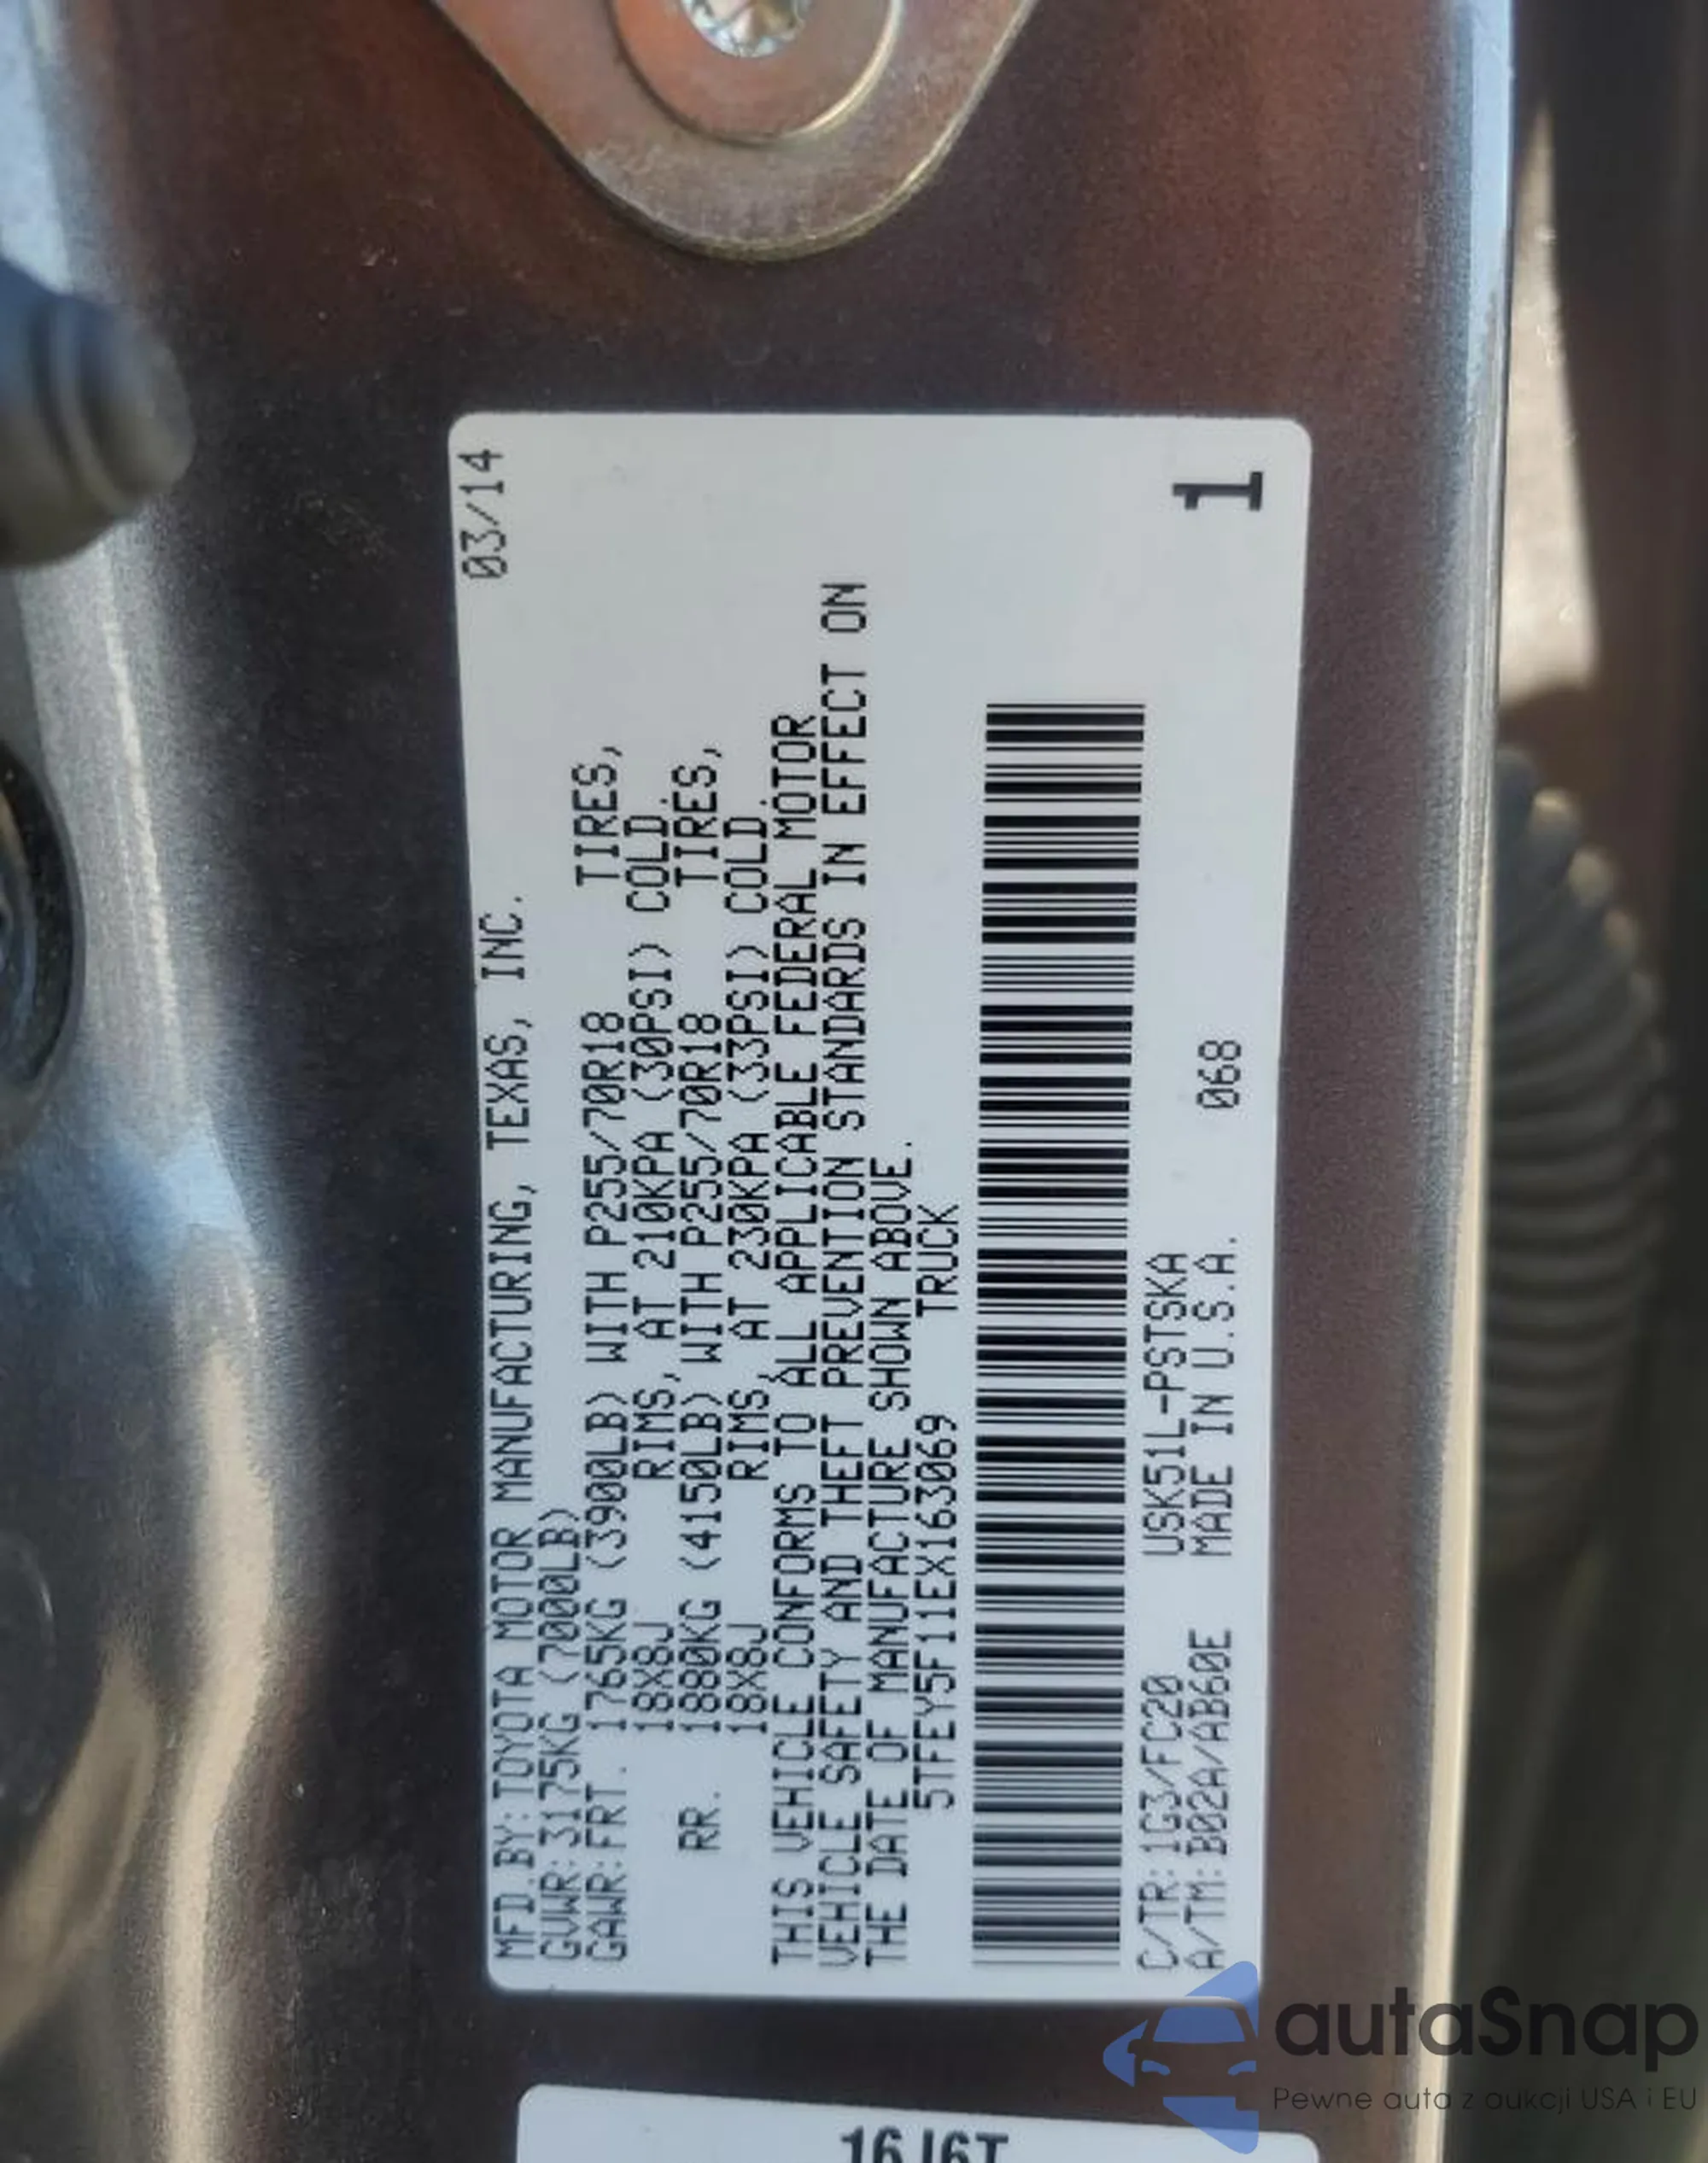 03/14
MFD.BY:TOYOTA MOTOR MANUFACTURING, TEXAS, INC.
GVWR:3175KG (7000LB)
GAWR:FRT. 1765KG (3900LB) WITH P255/70R18 TIRES,
18X8J RIMS, AT 210KPA (30PSI) COLD.
RR. 1880KG (4150LB) WITH P255/70R18 TIRES,
18X8J RIMS, AT 230KPA (33PSI) COLD.
THIS VEHICLE CONFORMS TO ALL APPLICABLE FEDERAL MOTOR
VEHICLE SAFETY AND THEFT PREVENTION STANDARDS IN EFFECT ON
THE DATE OF MANUFACTURE SHOWN ABOVE.
5TFEY5F11EX163069 TRUCK
C/TR:1G3/FC20 USK51L-PSTSKA
A/TM:B02A/AB60E MADE IN U.S.A. 068
1
autaSnap
Pewne auta z aukcji USA i EU